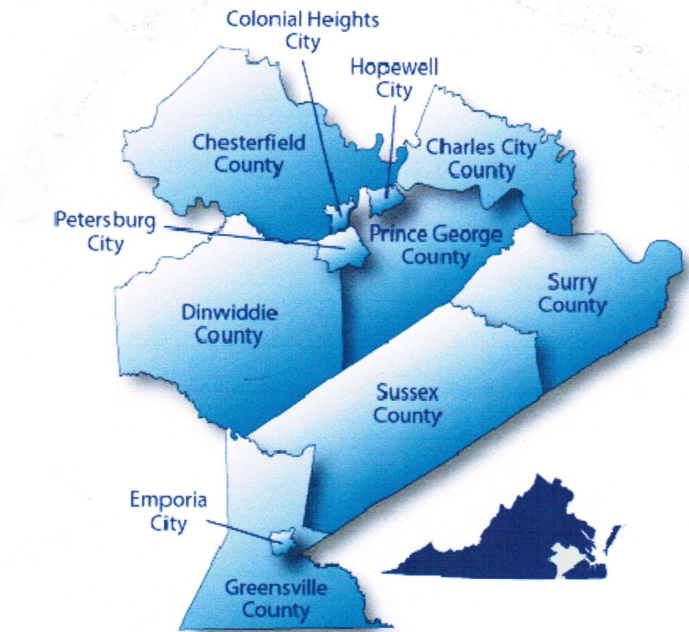 Colonial Heights
City
Hopewell
City
Chesterfield
County
Charles City
County
Petersburg
City
Prince George
County
Surry
County
Dinwiddie
County
Sussex
County
Emporia
City
Greensville
County